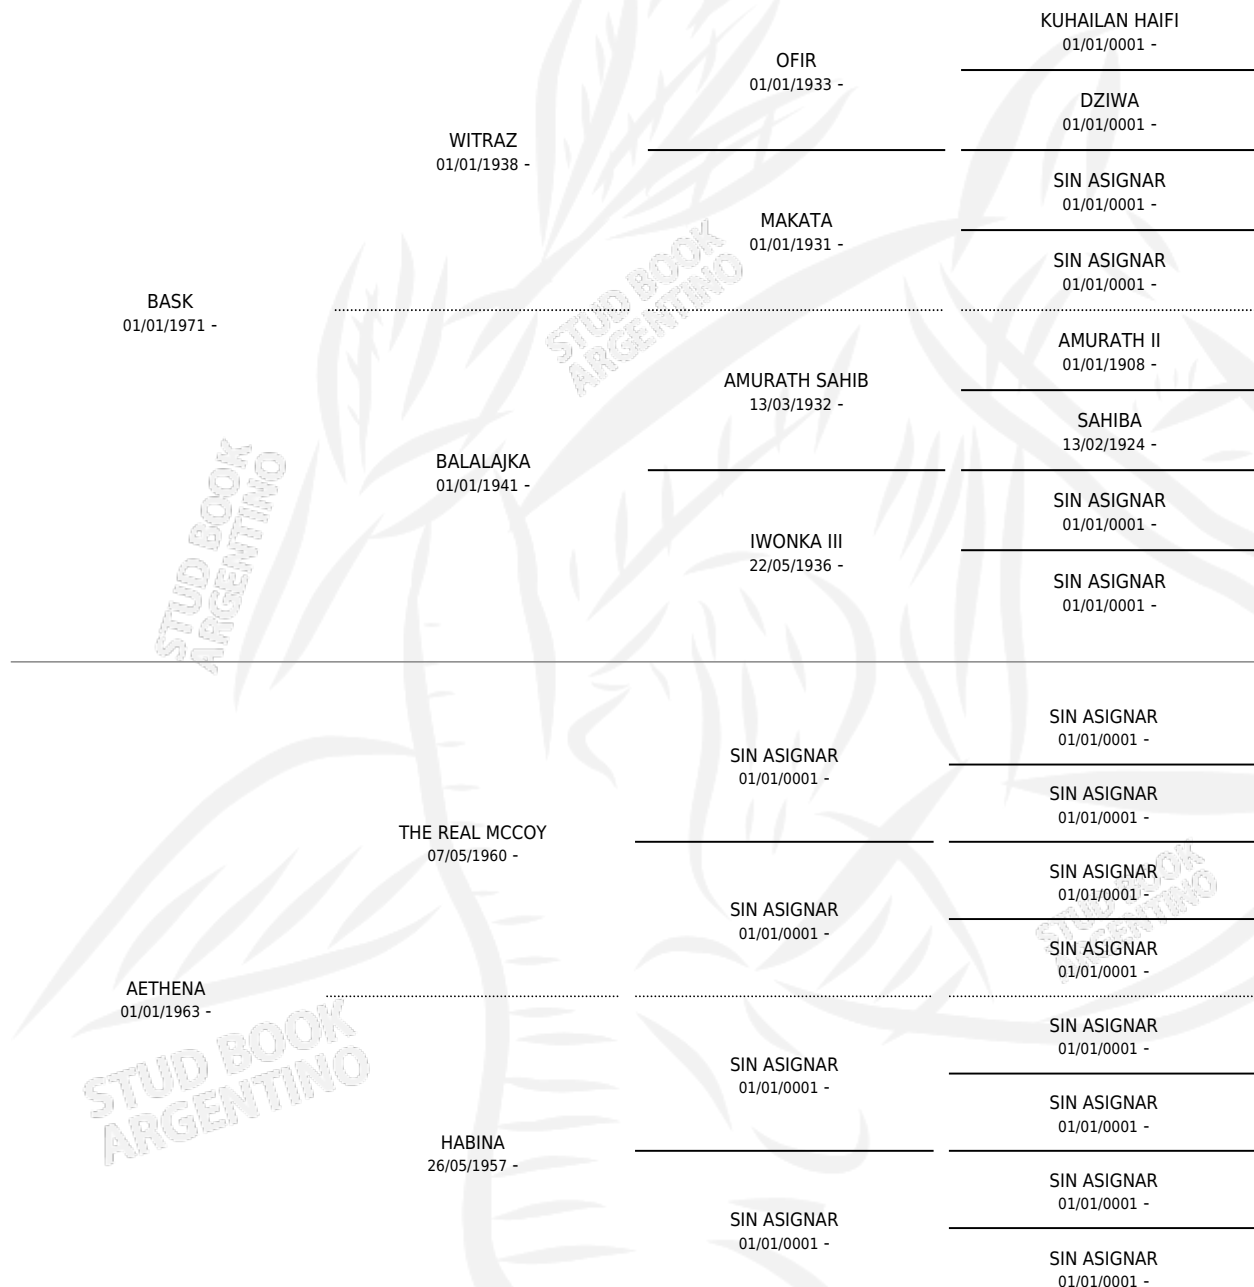 KUHAILAN HAIFI
01/01/0001 -
OFIR
01/01/1933 -
DZIWA
01/01/0001 -
WITRAZ
01/01/1938 -
SIN ASIGNAR
01/01/0001 -
MAKATA
01/01/1931 -
SIN ASIGNAR
01/01/0001 -
BASK
01/01/1971 -
AMURATH II
01/01/1908 -
AMURATH SAHIB
13/03/1932 -
SAHIBA
13/02/1924 -
BALALAJKA
01/01/1941 -
SIN ASIGNAR
01/01/0001 -
IWONKA III
22/05/1936 -
SIN ASIGNAR
01/01/0001 -
STUD BOOK
ARGENTINO
STUD BOOK
ARGENTINO
SIN ASIGNAR
01/01/0001 -
SIN ASIGNAR
01/01/0001 -
SIN ASIGNAR
01/01/0001 -
THE REAL MCCOY
07/05/1960 -
SIN ASIGNAR
01/01/0001 -
SIN ASIGNAR
01/01/0001 -
SIN ASIGNAR
01/01/0001 -
AETHENA
01/01/1963 -
SIN ASIGNAR
01/01/0001 -
SIN ASIGNAR
01/01/0001 -
SIN ASIGNAR
01/01/0001 -
HABINA
26/05/1957 -
SIN ASIGNAR
01/01/0001 -
SIN ASIGNAR
01/01/0001 -
SIN ASIGNAR
01/01/0001 -
STUD BOOK
ARGENTINO
STUD BOOK
ARGENTINO